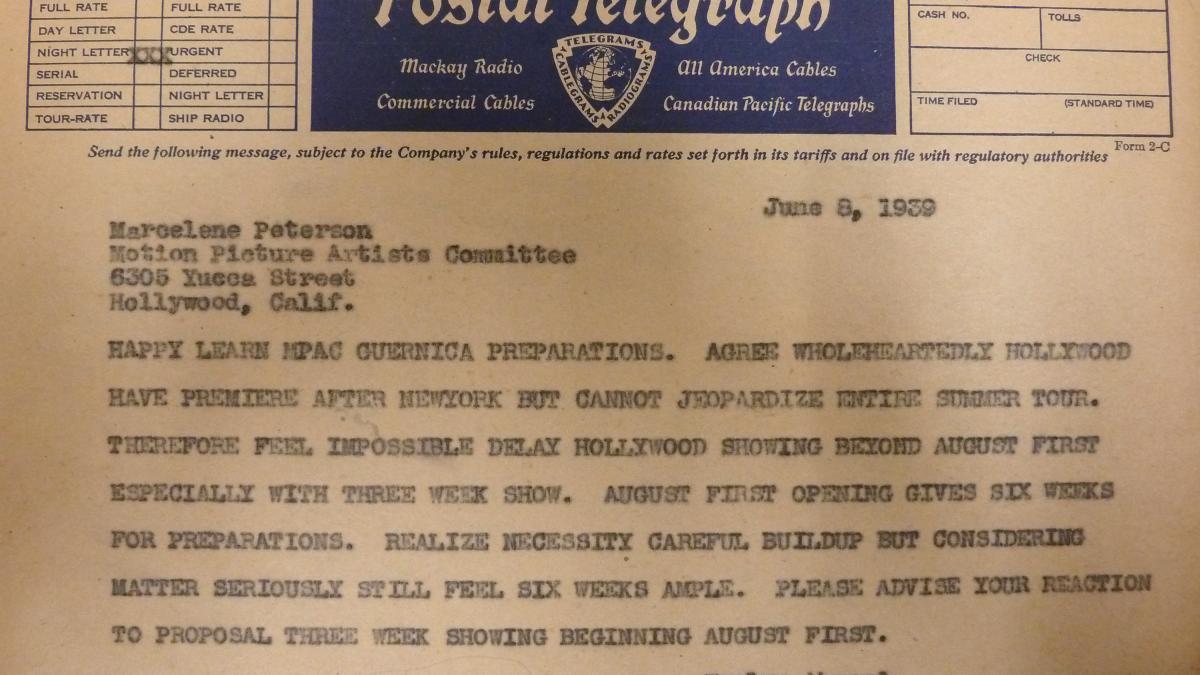 Postal Telegraph
FULL RATE FULL RATE
DAY LETTER CDE RATE
NIGHT LETTER XXX URGENT
SERIAL DEFERRED
RESERVATION NIGHT LETTER
TOUR-RATE SHIP RADIO
Mackay Radio
Commercial Cables
TELEGRAMS
CABLEGRAMS
RADIOGRAMS
All America Cables
Canadian Pacific Telegraphs
CASH NO. TOLLS
CHECK
TIME FILED (STANDARD TIME)
Send the following message, subject to the Company's rules, regulations and rates set forth in its tariffs and on file with regulatory authorities
Form 2-C
June 8, 1939
Marcelene Peterson
Motion Picture Artists Committee
6305 Yucca Street
Hollywood, Calif.
HAPPY LEARN MPAC GUERNICA PREPARATIONS. AGREE WHOLEHEARTEDLY HOLLYWOOD
HAVE PREMIERE AFTER NEWYORK BUT CANNOT JEOPARDIZE ENTIRE SUMMER TOUR.
THEREFORE FEEL IMPOSSIBLE DELAY HOLLYWOOD SHOWING BEYOND AUGUST FIRST
ESPECIALLY WITH THREE WEEK SHOW. AUGUST FIRST OPENING GIVES SIX WEEKS
FOR PREPARATIONS. REALIZE NECESSITY CAREFUL BUILDUP BUT CONSIDERING
MATTER SERIOUSLY STILL FEEL SIX WEEKS AMPLE. PLEASE ADVISE YOUR REACTION
TO PROPOSAL THREE WEEK SHOWING BEGINNING AUGUST FIRST.